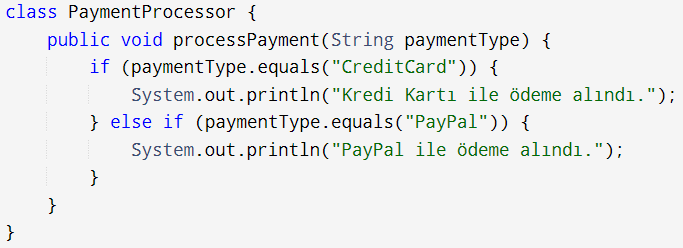 class PaymentProcessor {
    public void processPayment(String paymentType) {
        if (paymentType.equals("CreditCard")) {
            System.out.println("Kredi Kartı ile ödeme alındı.");
        } else if (paymentType.equals("PayPal")) {
            System.out.println("PayPal ile ödeme alındı.");
        }
    }
}